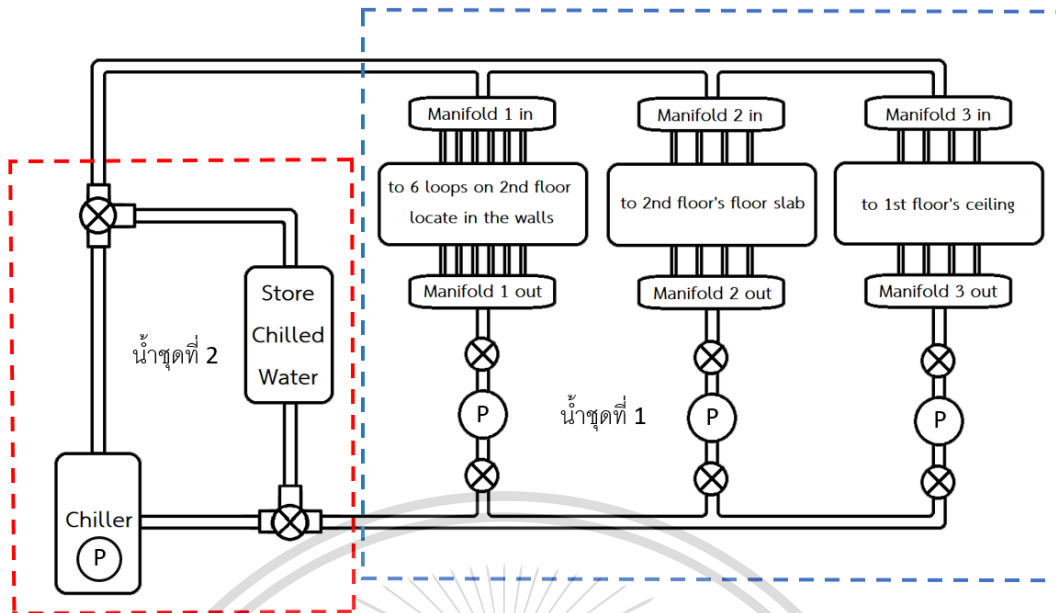 Manifold 1 in
Manifold 2 in
Manifold 3 in
to 6 loops on 2nd floor
locate in the walls
to 2nd floor's floor slab
to 1st floor's ceiling
Manifold 1 out
Manifold 2 out
Manifold 3 out
Store
Chilled
Water
น้ำชุดที่ 2
น้ำชุดที่ 1
P
P
P
Chiller
P